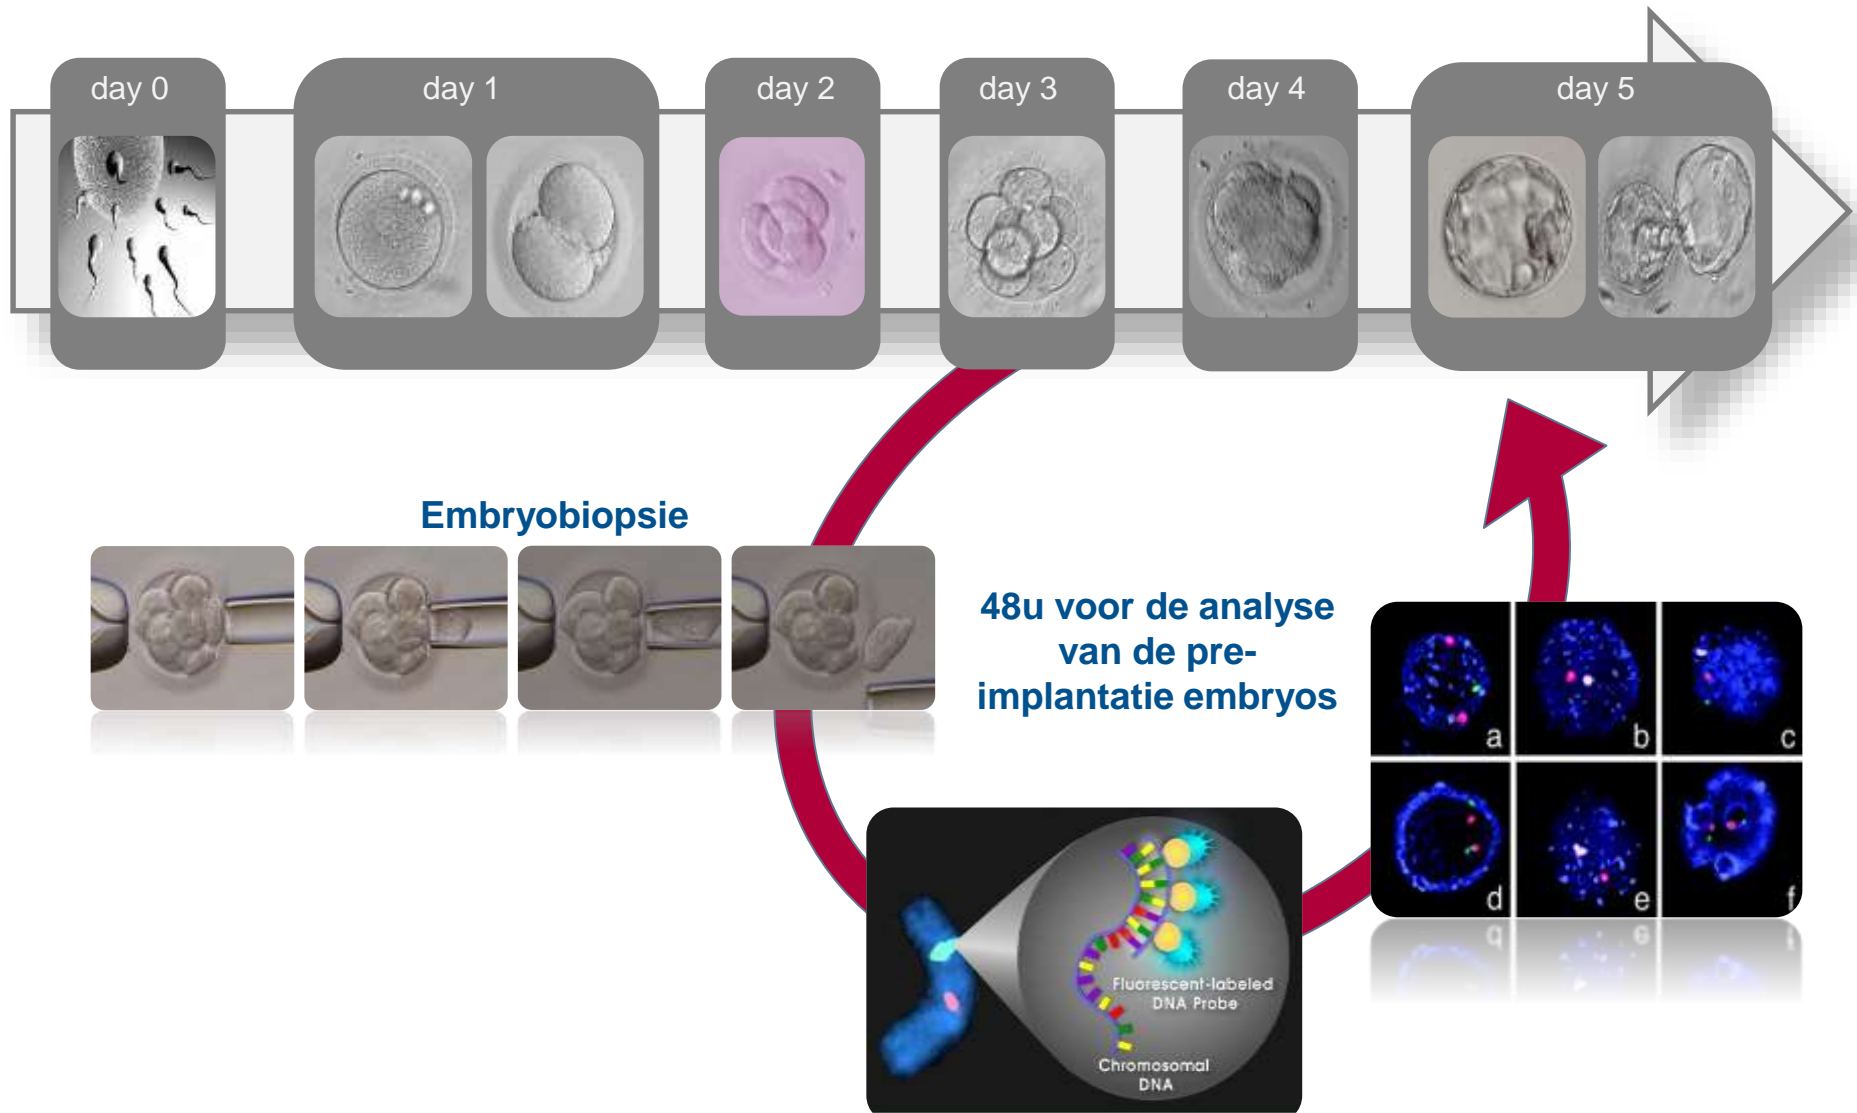 day 0
day 1
day 2
day 3
day 4
day 5
Embryobiopsie
48u voor de analyse
van de pre-
implantatie embryos
a
b
c
d
e
f
Fluorescent-labeled
DNA Probe
Chromosomal
DNA